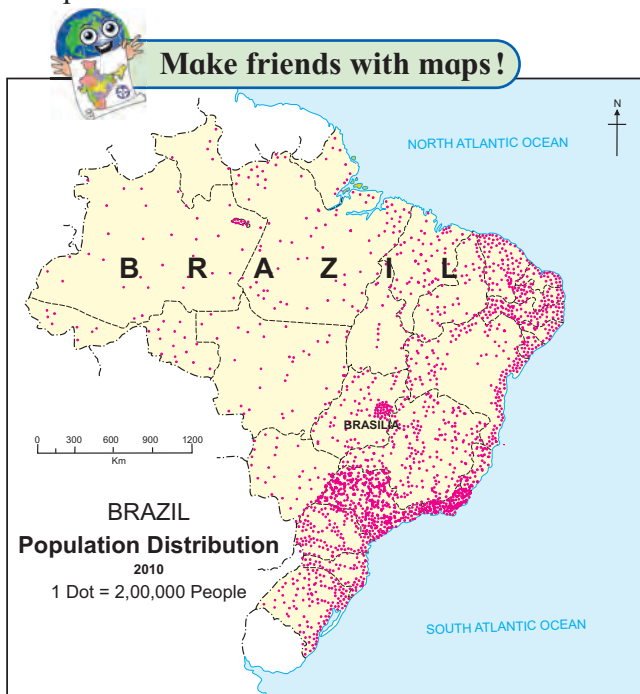 Make friends with maps!
N
NORTH ATLANTIC OCEAN
BRAZIL
BRASILIA
0 300 600 900 1200
Km
BRAZIL
Population Distribution
2010
1 Dot = 2,00,000 People
SOUTH ATLANTIC OCEAN